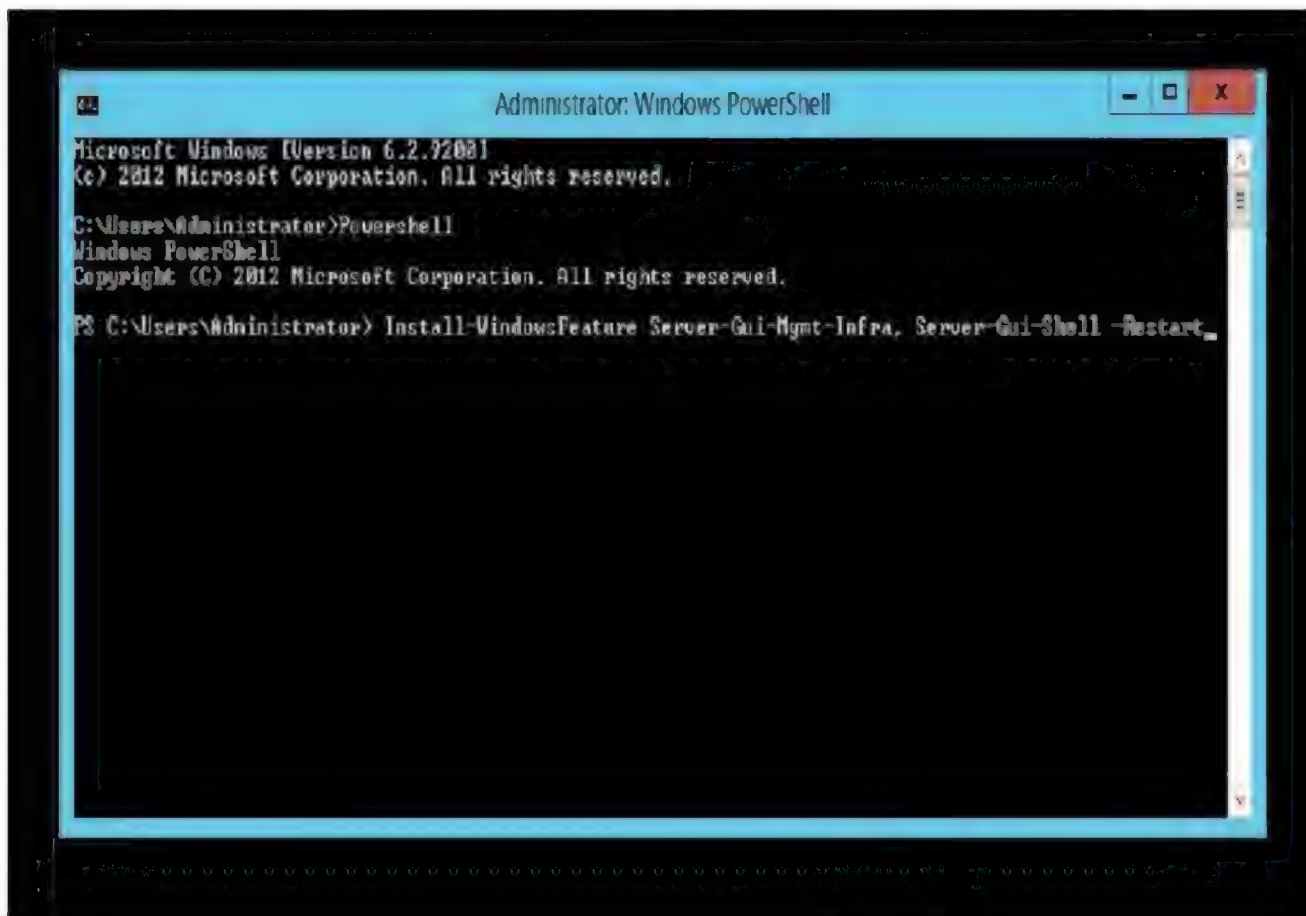 Administrator: Windows PowerShell
Microsoft Windows [Version 6.2.9200]
(c) 2012 Microsoft Corporation. All rights reserved.
C:\Users\Administrator>Powershell
Windows PowerShell
Copyright (C) 2012 Microsoft Corporation. All rights reserved.
PS C:\Users\Administrator> Install-WindowsFeature Server-Gui-Mgmt-Infra, Server-Gui-Shell -Restart_